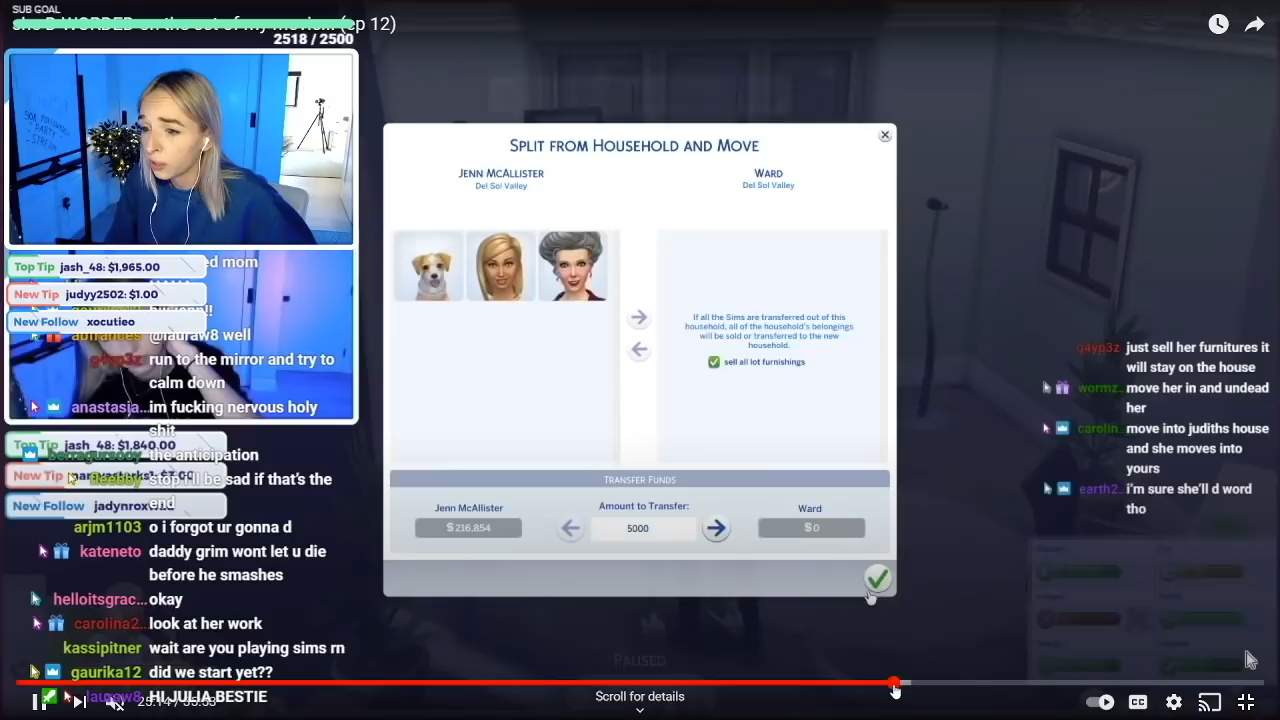 SUB GOAL
(ep 12)
2518 / 2500
SPLIT FROM HOUSEHOLD AND MOVE
JENN MCALLISTER
Del Sol Valley
WARD
Del Sol Valley
If all the Sims are transferred out of this
household, all of the household's belongings
will be sold or transferred to the new
household.
sell all lot furnishings
TRANSFER FUNDS
Jenn McAllister
$216,854
Amount to Transfer:
5000
Ward
$0
PAUSED
Top Tip jash_48: $1,965.00
ed mom
New Tip judyy2502: $1.00
New Follow xocutieo
@lauraw8 well
run to the mirror and try to
calm down
anastasja... im fucking nervous holy
shit
Top Tip jash_48: $1,840.00
the anticipation
New Tip
stop i'll be sad if that's the
end
New Follow
arjm1103 o i forgot ur gonna d
kateneto daddy grim wont let u die
before he smashes
helloitsgrac... okay
carolina2... look at her work
kassipitner wait are you playing sims rn
gaurika12 did we start yet??
lauraw8 HI JULIA BESTIE
q4yp3z just sell her furnitures it
will stay on the house
wormz... move her in and undead
her
carolin... move into judiths house
and she moves into
yours
earth2... i'm sure she'll d word
tho
Scroll for details
CC